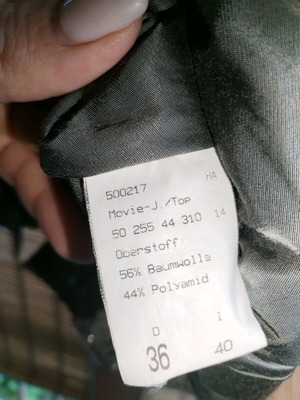 500217 HA
Movie-J./Top
50 255 44 310 14
Oberstoff:
56% Baumwolle
44% Polyamid
D I
36 40